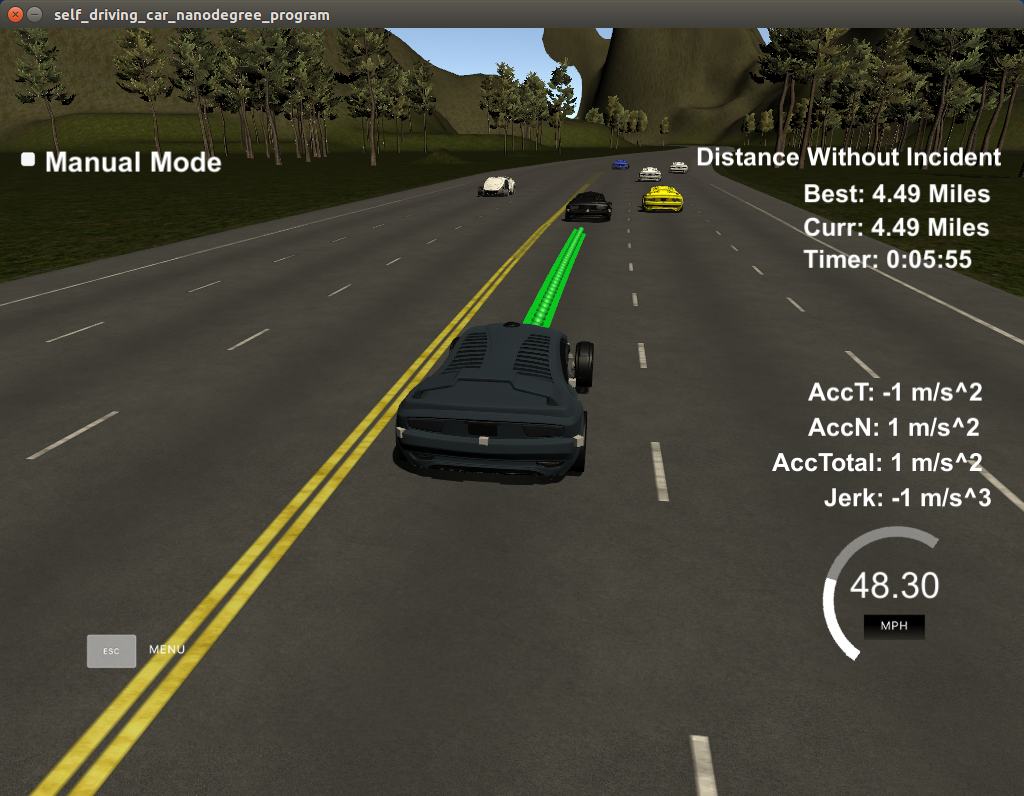 self_driving_car_nanodegree_program
Manual Mode
Distance Without Incident
Best: 4.49 Miles
Curr: 4.49 Miles
Timer: 0:05:55
AccT: -1 m/s^2
AccN: 1 m/s^2
AccTotal: 1 m/s^2
Jerk: -1 m/s^3
48.30
MPH
ESC MENU